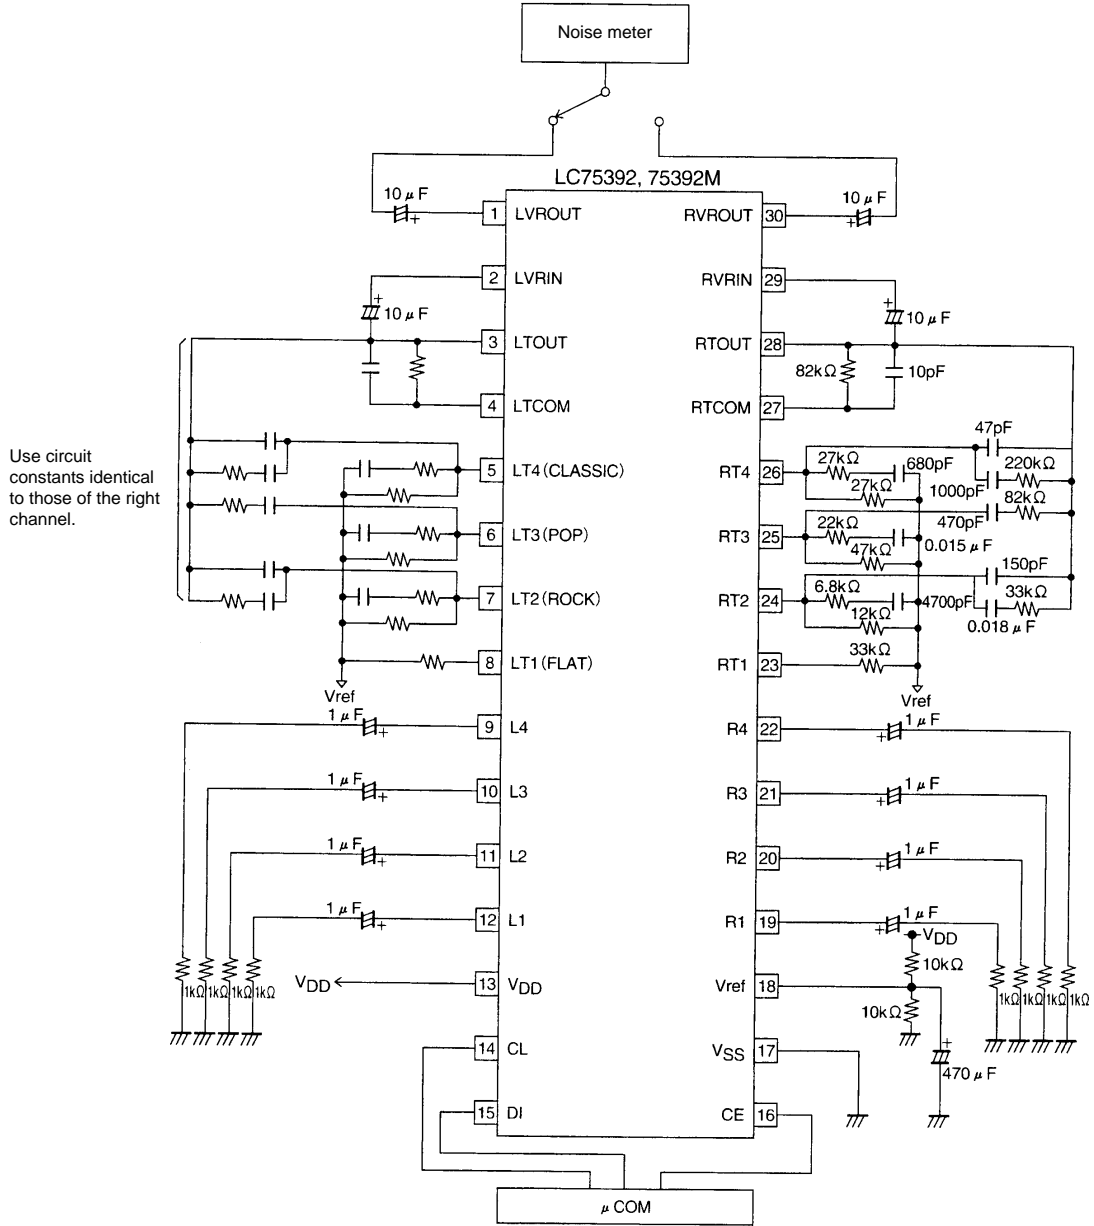 Noise meter
LC75392, 75392M
10 μF
10 μF
+
+
1 LVROUT
RVROUT 30
2 LVRIN
RVRIN 29
+
10 μF
+
10 μF
3 LTOUT
RTOUT 28
82kΩ
10pF
4 LTCOM
RTCOM 27
Use circuit
constants identical
to those of the right
channel.
47pF
5 LT4(CLASSIC)
RT4 26
27kΩ
680pF
220kΩ
27kΩ
1000pF
82kΩ
6 LT3(POP)
RT3 25
22kΩ
470pF
0.015 μF
47kΩ
150pF
7 LT2(ROCK)
RT2 24
6.8kΩ
4700pF
33kΩ
12kΩ
0.018 μF
8 LT1(FLAT)
RT1 23
33kΩ
Vref
Vref
1 μF
+
9 L4
R4 22
1 μF
+
1 μF
+
10 L3
R3 21
1 μF
+
1 μF
+
11 L2
R2 20
1 μF
+
1 μF
+
12 L1
R1 19
1 μF
+
VDD
10kΩ
1kΩ 1kΩ 1kΩ 1kΩ
VDD
13 VDD
Vref 18
10kΩ
1kΩ 1kΩ 1kΩ 1kΩ
14 CL
VSS 17
+
470 μF
15 DI
CE 16
μ COM